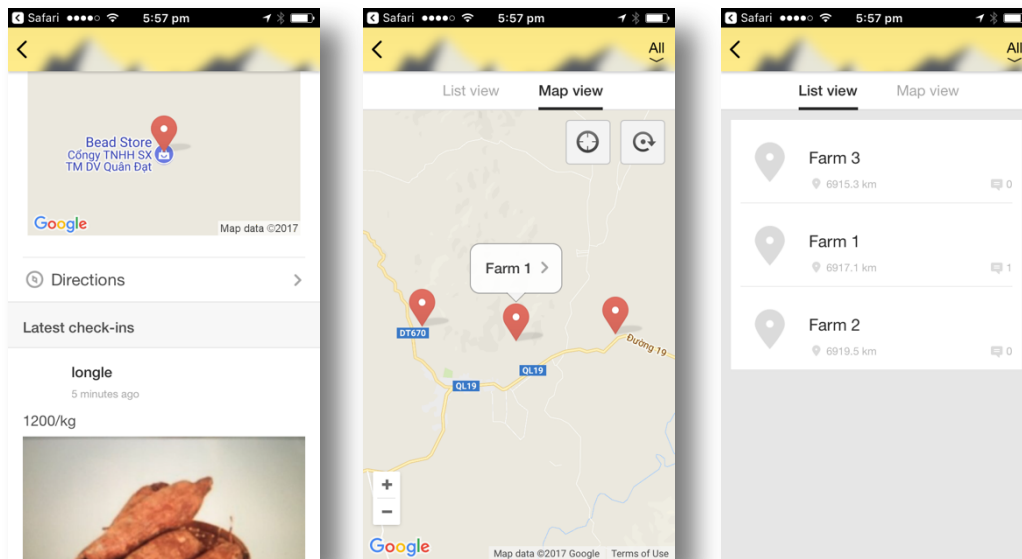 Safari 5:57 pm
Bead Store
Cổngy TNHH SX
TM DV Quân Đạt
Google
Map data ©2017
Directions
Latest check-ins
longle
5 minutes ago
1200/kg
Safari 5:57 pm
All
List view Map view
Farm 1
DT670
Đường 19
QL19
QL19
+
−
Google
Map data ©2017 Google Terms of Use
Safari 5:57 pm
All
List view Map view
Farm 3
6915.3 km 0
Farm 1
6917.1 km 1
Farm 2
6919.5 km 0